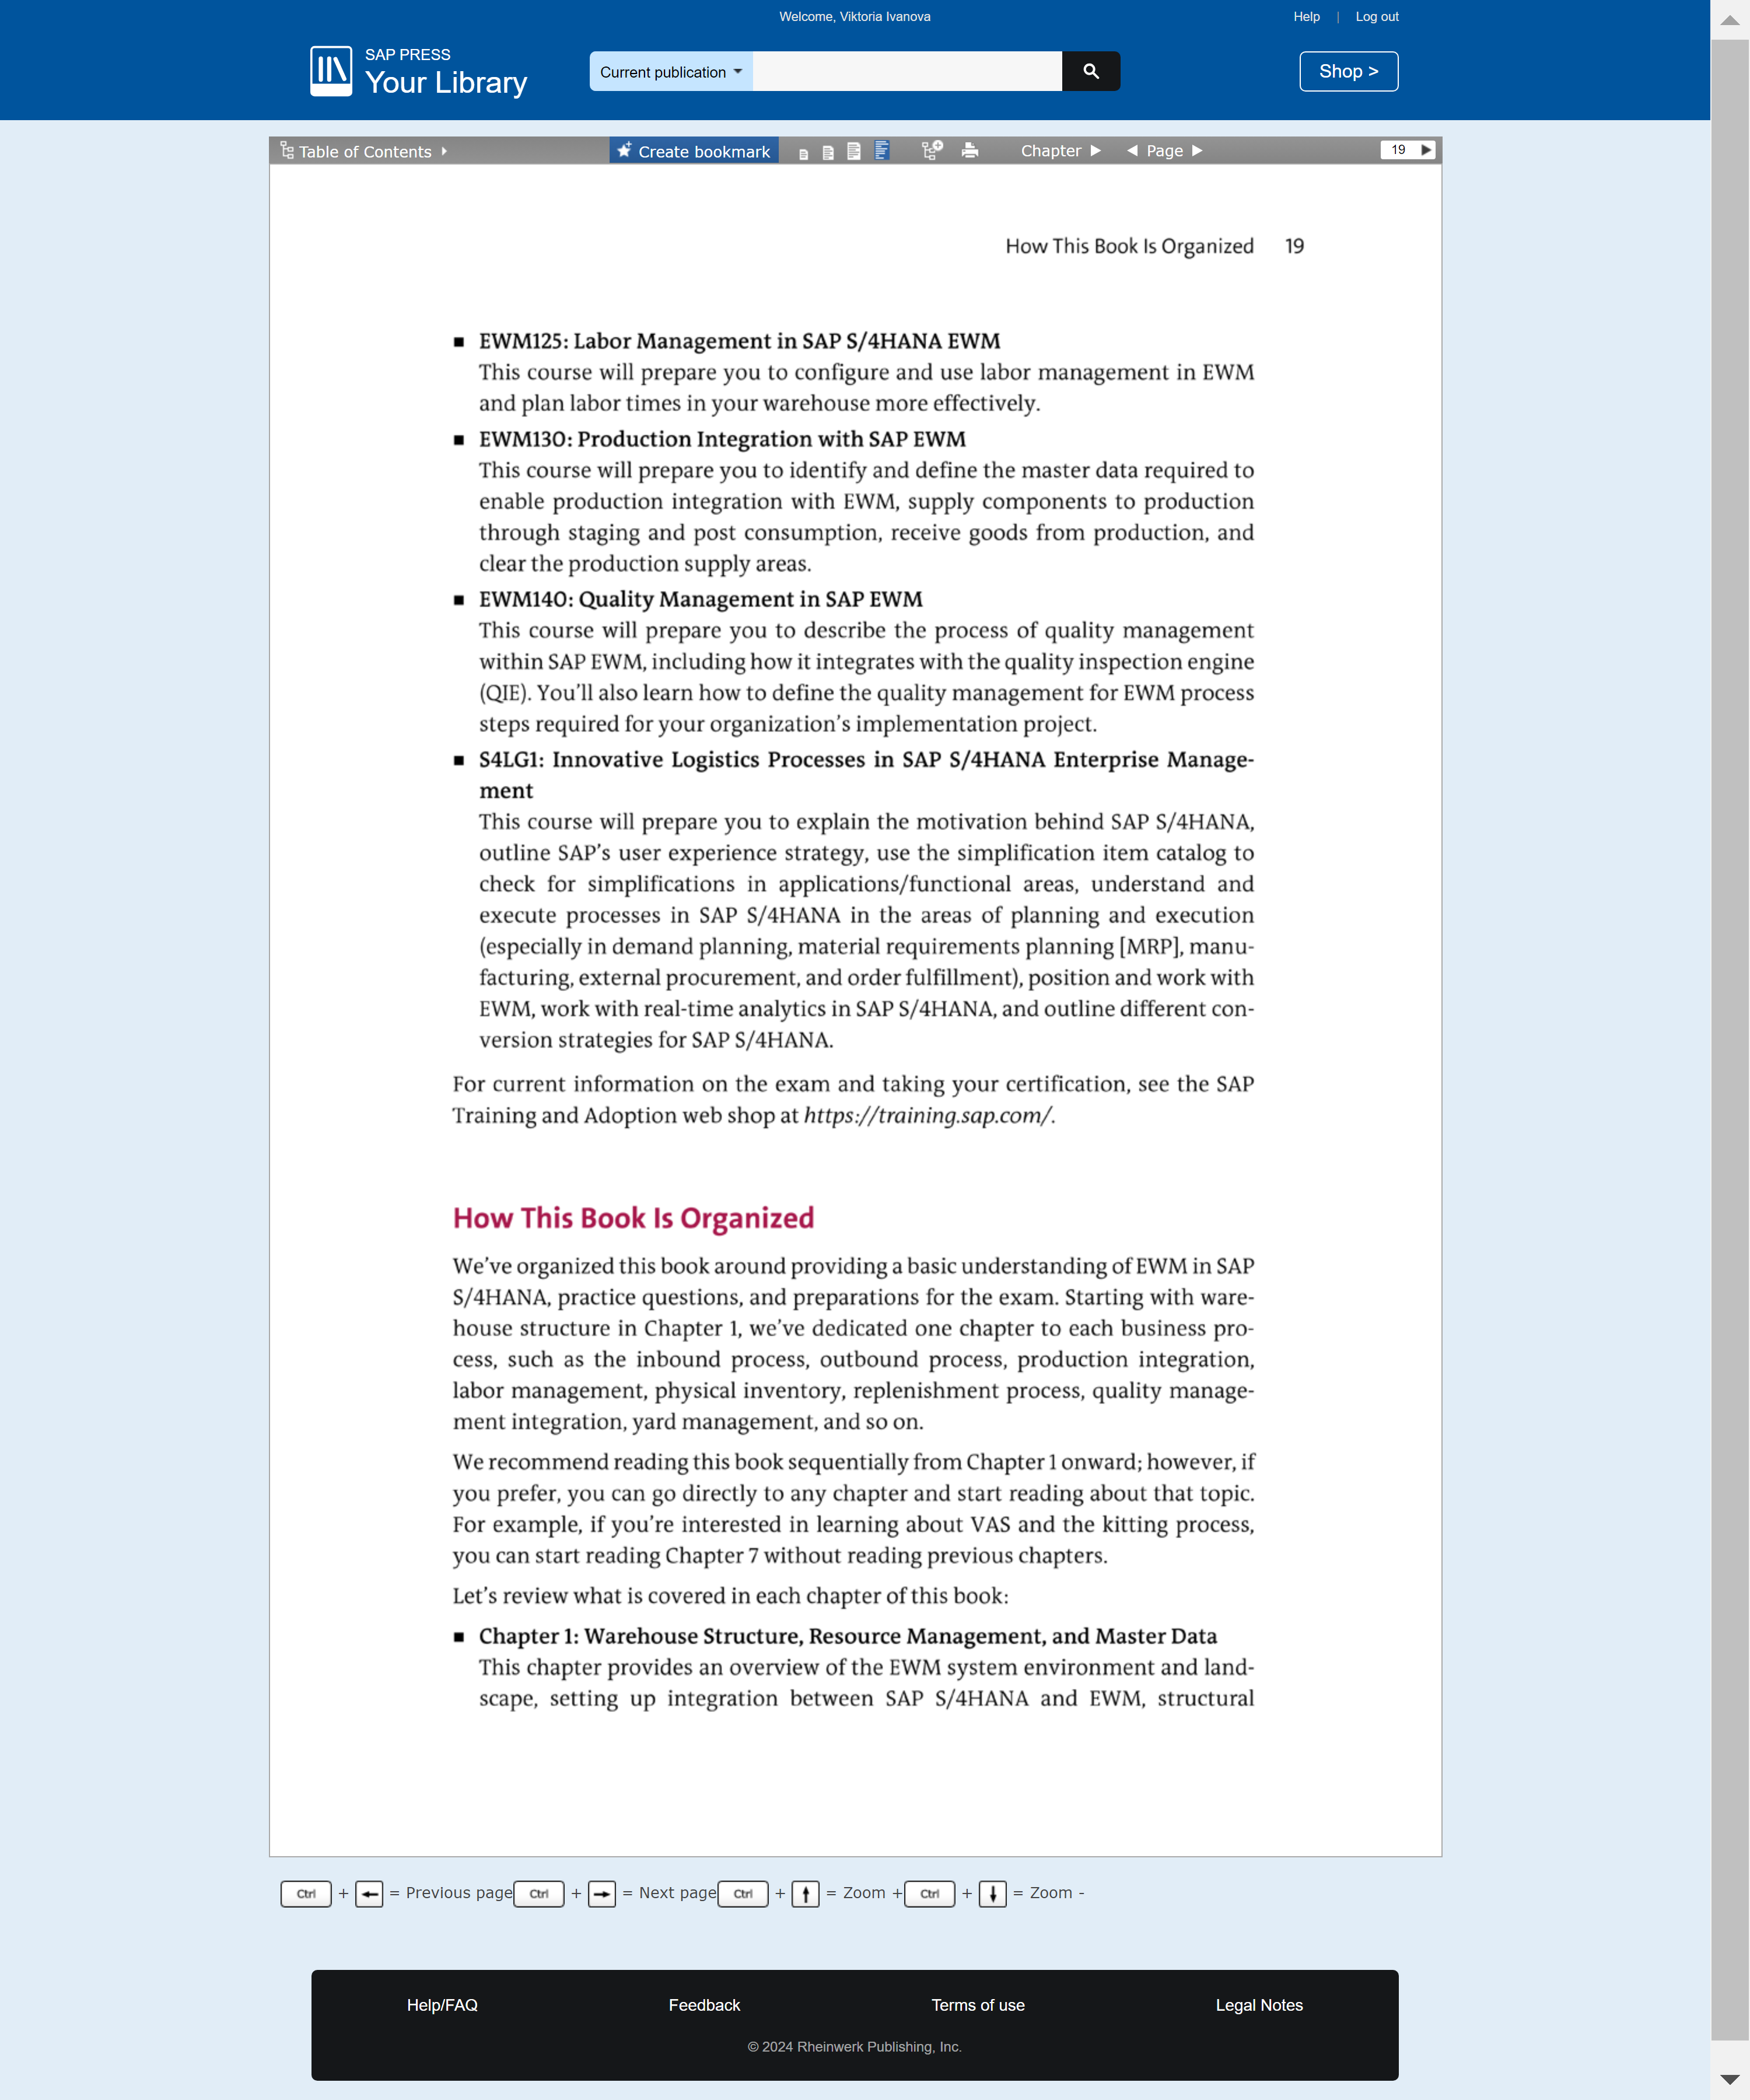 Welcome, Viktoria Ivanova
Help | Log out
SAP PRESS
Your Library
Current publication
Shop >
Table of Contents
Create bookmark
Chapter
Page
19
How This Book Is Organized 19
■ EWM125: Labor Management in SAP S/4HANA EWM
This course will prepare you to configure and use labor management in EWM
and plan labor times in your warehouse more effectively.
■ EWM130: Production Integration with SAP EWM
This course will prepare you to identify and define the master data required to
enable production integration with EWM, supply components to production
through staging and post consumption, receive goods from production, and
clear the production supply areas.
■ EWM140: Quality Management in SAP EWM
This course will prepare you to describe the process of quality management
within SAP EWM, including how it integrates with the quality inspection engine
(QIE). You’ll also learn how to define the quality management for EWM process
steps required for your organization’s implementation project.
■ S4LG1: Innovative Logistics Processes in SAP S/4HANA Enterprise Manage-
ment
This course will prepare you to explain the motivation behind SAP S/4HANA,
outline SAP’s user experience strategy, use the simplification item catalog to
check for simplifications in applications/functional areas, understand and
execute processes in SAP S/4HANA in the areas of planning and execution
(especially in demand planning, material requirements planning [MRP], manu-
facturing, external procurement, and order fulfillment), position and work with
EWM, work with real-time analytics in SAP S/4HANA, and outline different con-
version strategies for SAP S/4HANA.
For current information on the exam and taking your certification, see the SAP
Training and Adoption web shop at https://training.sap.com/.
How This Book Is Organized
We’ve organized this book around providing a basic understanding of EWM in SAP
S/4HANA, practice questions, and preparations for the exam. Starting with ware-
house structure in Chapter 1, we’ve dedicated one chapter to each business pro-
cess, such as the inbound process, outbound process, production integration,
labor management, physical inventory, replenishment process, quality manage-
ment integration, yard management, and so on.
We recommend reading this book sequentially from Chapter 1 onward; however, if
you prefer, you can go directly to any chapter and start reading about that topic.
For example, if you’re interested in learning about VAS and the kitting process,
you can start reading Chapter 7 without reading previous chapters.
Let’s review what is covered in each chapter of this book:
■ Chapter 1: Warehouse Structure, Resource Management, and Master Data
This chapter provides an overview of the EWM system environment and land-
scape, setting up integration between SAP S/4HANA and EWM, structural
Ctrl + ← = Previous page Ctrl + → = Next page Ctrl + ↑ = Zoom + Ctrl + ↓ = Zoom -
Help/FAQ Feedback Terms of use Legal Notes
© 2024 Rheinwerk Publishing, Inc.